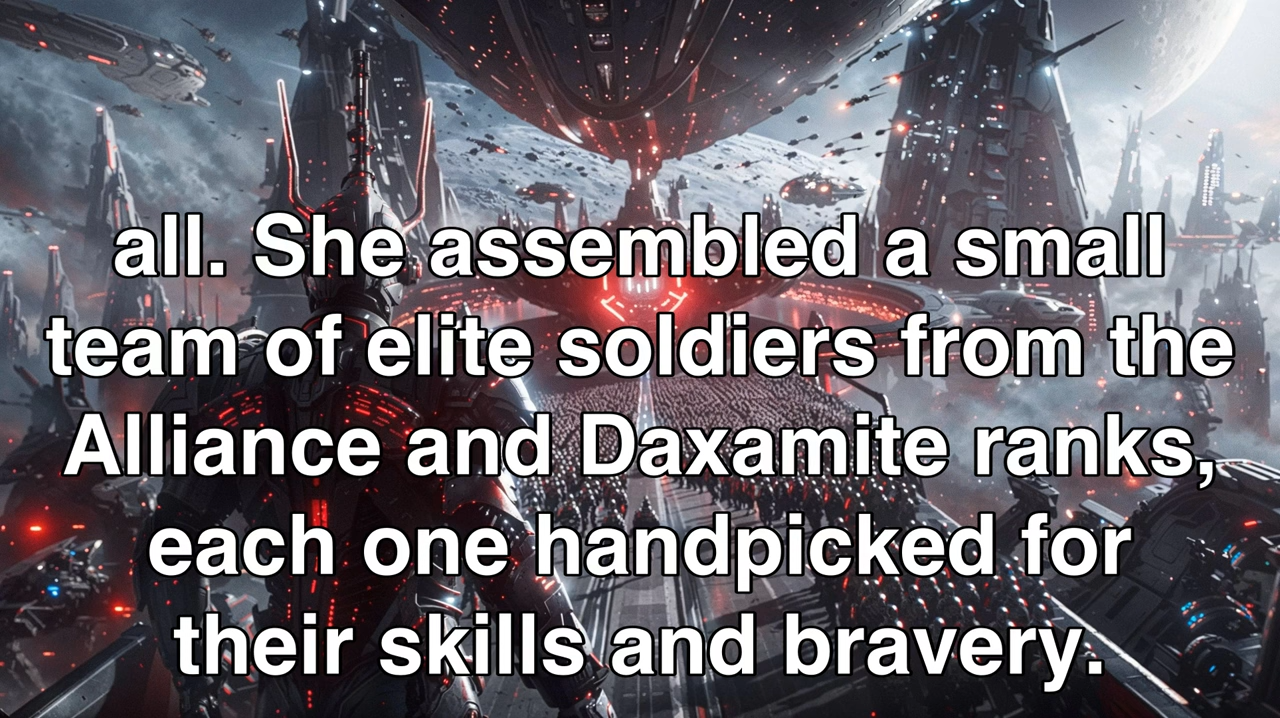 all. She assembled a small
team of elite soldiers from the
Alliance and Daxamite ranks,
each one handpicked for
their skills and bravery.